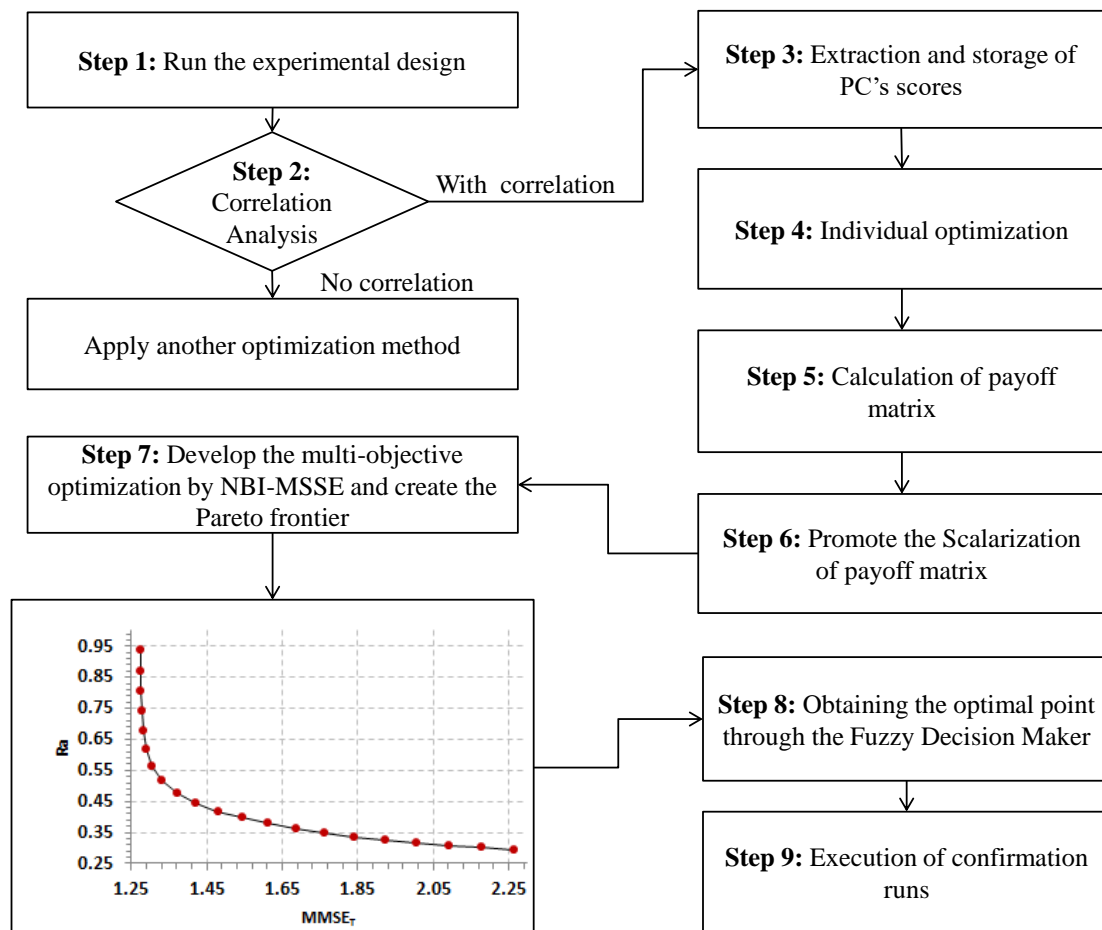 Step 1: Run the experimental design
Step 2:
Correlation
Analysis
With correlation
No correlation
Apply another optimization method
Step 3: Extraction and storage of
PC's scores
Step 4: Individual optimization
Step 5: Calculation of payoff
matrix
Step 6: Promote the Scalarization
of payoff matrix
Step 7: Develop the multi-objective
optimization by NBI-MSSE and create the
Pareto frontier
0.95
0.85
0.75
0.65
0.55
0.45
0.35
0.25
Ra
1.25 1.45 1.65 1.85 2.05 2.25
MMSET
Step 8: Obtaining the optimal point
through the Fuzzy Decision Maker
Step 9: Execution of confirmation
runs